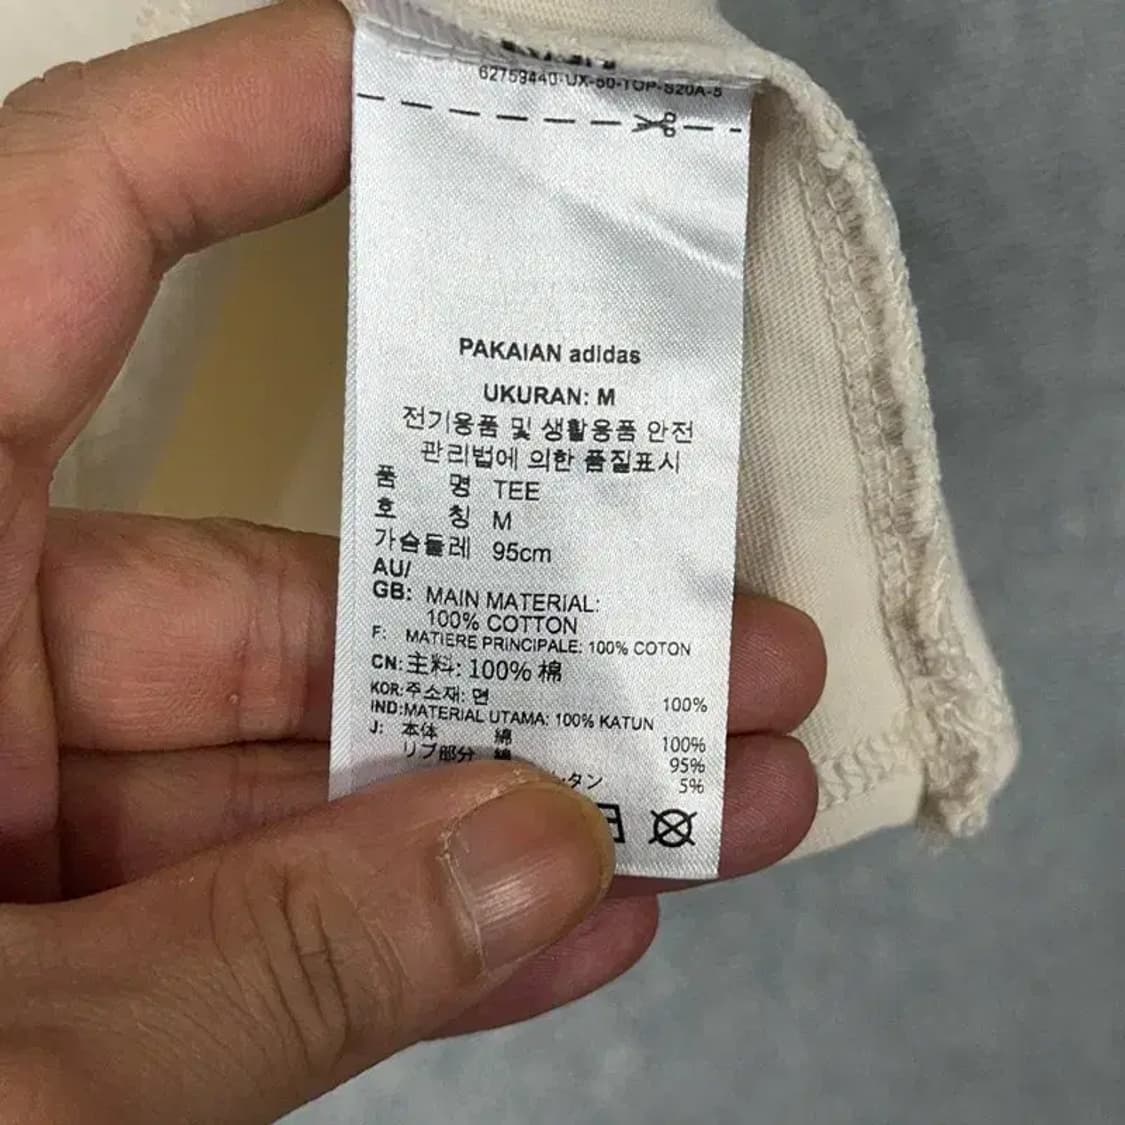 62759440-UX-50-TOP-S20A-S
PAKAIAN adidas
UKURAN: M
전기용품 및 생활용품 안전
관리법에 의한 품질표시
품 명 TEE
호 칭 M
가슴둘레 95cm
AU/
GB: MAIN MATERIAL:
100% COTTON
F: MATIERE PRINCIPALE: 100% COTON
CN: 主料: 100% 棉
KOR: 주소재: 면 100%
IND: MATERIAL UTAMA: 100% KATUN
J: 本体 綿 100%
リブ部分 綿 95%
タン 5%